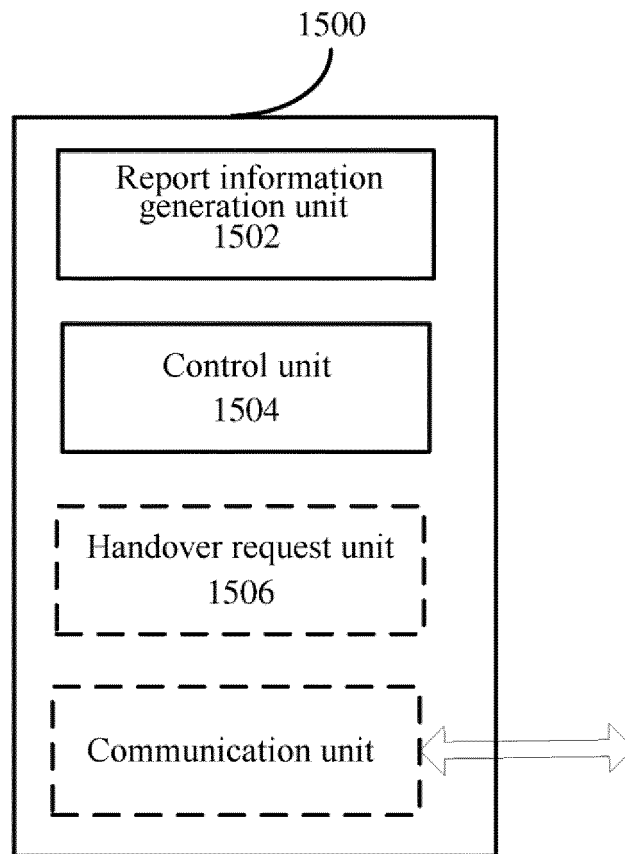 1500
Report information
generation unit
1502
Control unit
1504
Handover request unit
1506
Communication unit